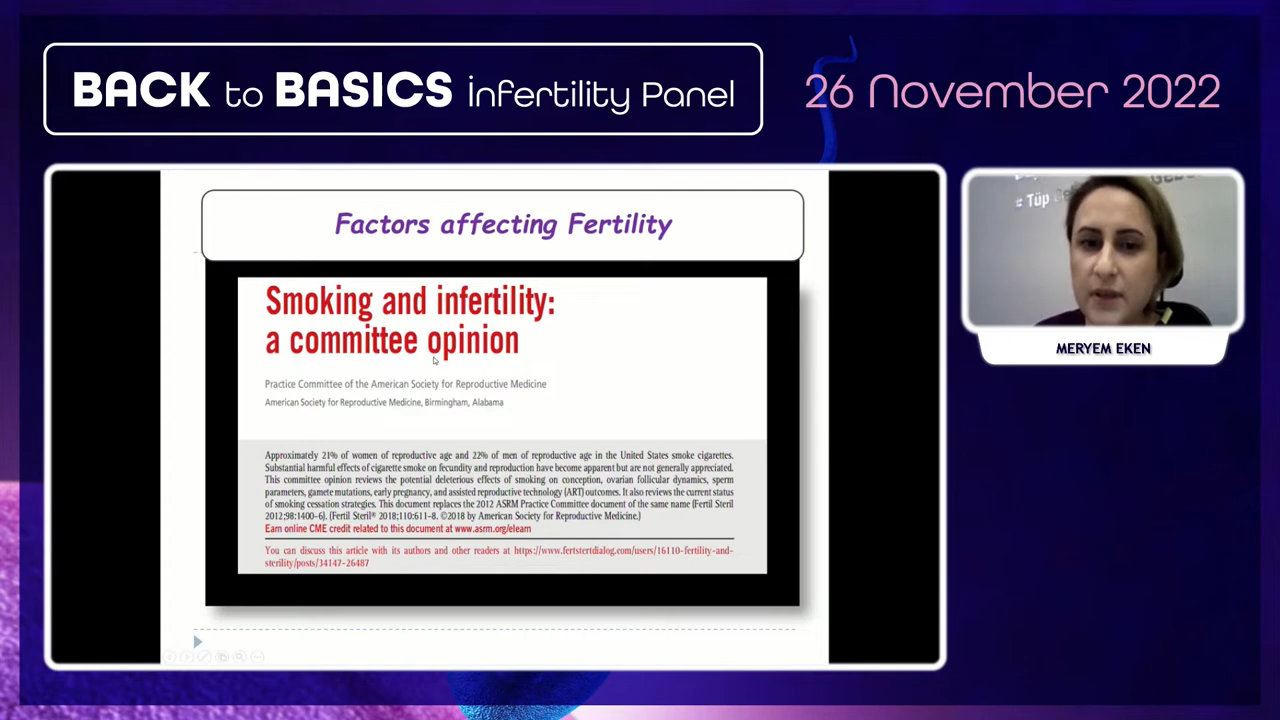 BACK to BASICS infertility Panel
26 November 2022
Factors affecting Fertility
Smoking and infertility:
a committee opinion
Practice Committee of the American Society for Reproductive Medicine
American Society for Reproductive Medicine, Birmingham, Alabama
Approximately 21% of women of reproductive age and 22% of men of reproductive age in the United States smoke cigarettes.
Substantial harmful effects of cigarette smoke on fecundity and reproduction have become apparent but are not generally appreciated.
This committee opinion reviews the potential deleterious effects of smoking on conception, ovarian follicular dynamics, sperm
parameters, gamete mutations, early pregnancy, and assisted reproductive technology (ART) outcomes. It also reviews the current status
of smoking cessation strategies. This document replaces the 2012 ASRM Practice Committee document of the same name (Fertil Steril
2012;98:1400–6). (Fertil Steril® 2018;110:611–8. ©2018 by American Society for Reproductive Medicine.)
Earn online CME credit related to this document at www.asrm.org/elearn
You can discuss this article with its authors and other readers at https://www.fertstertdialog.com/users/16110-fertility-and-
sterility/posts/34147-26487
# Tüp
MERYEM EKEN